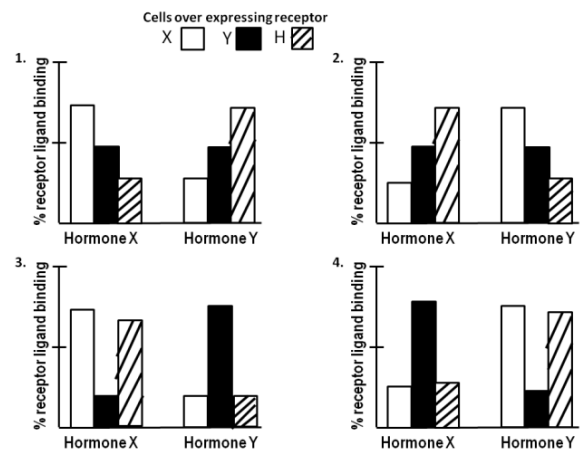 Cells over expressing receptor
X Y H
1.
% receptor ligand binding
Hormone X Hormone Y
2.
% receptor ligand binding
Hormone X Hormone Y
3.
% receptor ligand binding
Hormone X Hormone Y
4.
% receptor ligand binding
Hormone X Hormone Y